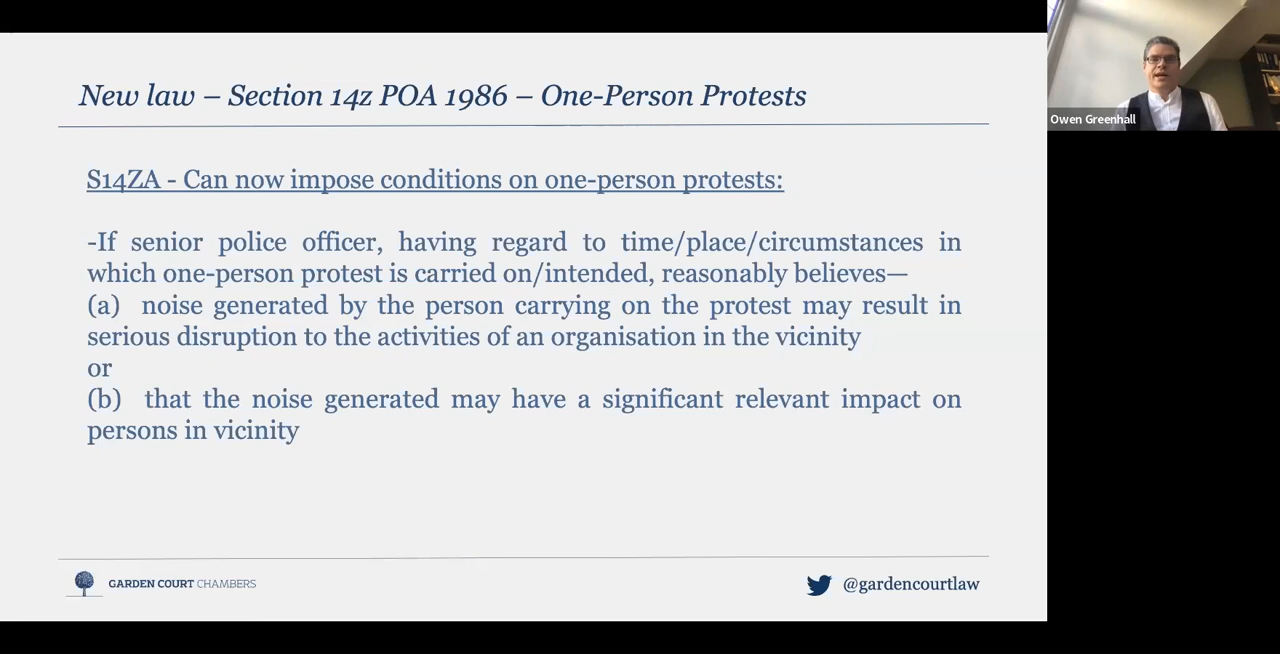 New law – Section 14z POA 1986 – One-Person Protests
S14ZA - Can now impose conditions on one-person protests:
-If senior police officer, having regard to time/place/circumstances in
which one-person protest is carried on/intended, reasonably believes—
(a) noise generated by the person carrying on the protest may result in
serious disruption to the activities of an organisation in the vicinity
or
(b) that the noise generated may have a significant relevant impact on
persons in vicinity
GARDEN COURT CHAMBERS
@gardencourtlaw
Owen Greenhall